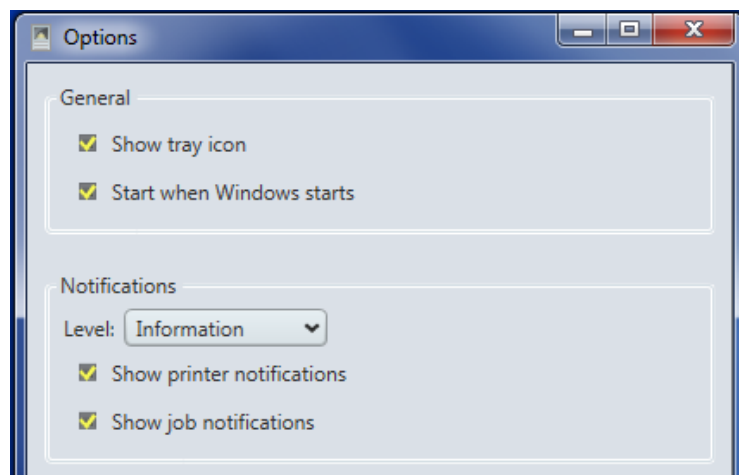 Options
General
Show tray icon
Start when Windows starts
Notifications
Level: Information
Show printer notifications
Show job notifications